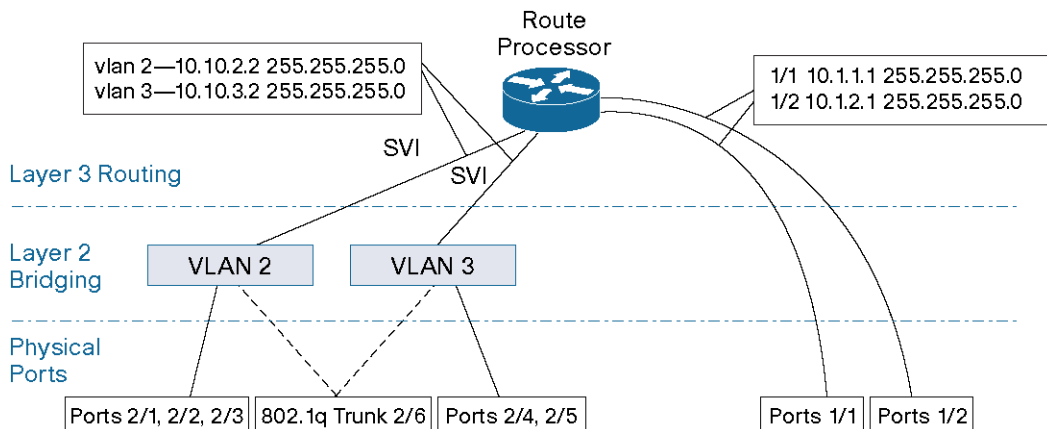 Route
Processor
vlan 2—10.10.2.2 255.255.255.0
vlan 3—10.10.3.2 255.255.255.0
1/1 10.1.1.1 255.255.255.0
1/2 10.1.2.1 255.255.255.0
SVI
SVI
Layer 3 Routing
Layer 2
Bridging
VLAN 2
VLAN 3
Physical
Ports
Ports 2/1, 2/2, 2/3
802.1q Trunk 2/6
Ports 2/4, 2/5
Ports 1/1
Ports 1/2